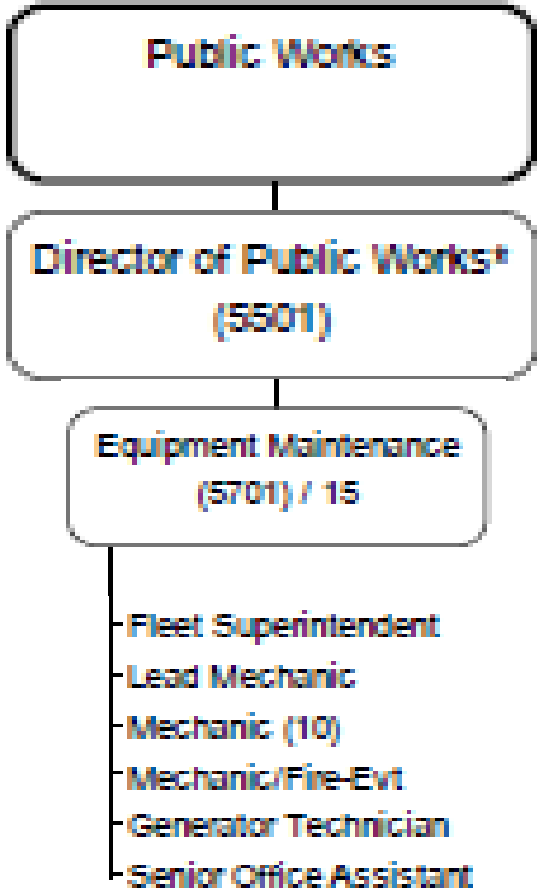 Public Works
Director of Public Works*
(5501)
Equipment Maintenance
(5701) / 15
Fleet Superintendent
Lead Mechanic
Mechanic (10)
Mechanic/Fire-Evt
Generator Technician
Senior Office Assistant